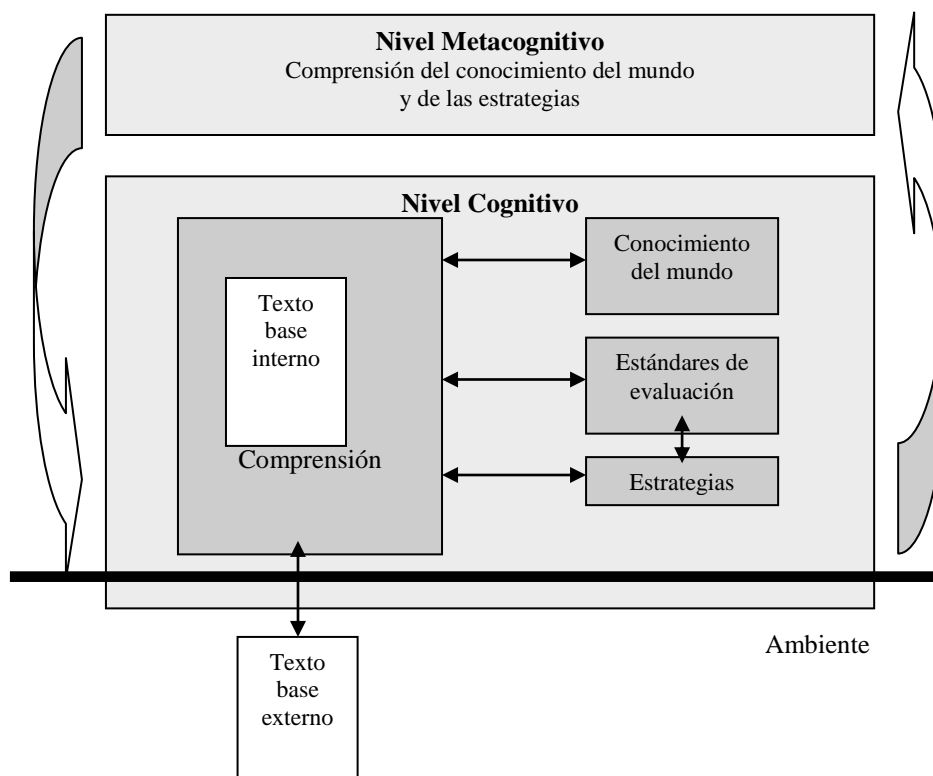 Nivel Metacognitivo
Comprensión del conocimiento del mundo
y de las estrategias
Nivel Cognitivo
Texto
base
interno
Comprensión
Conocimiento
del mundo
Estándares de
evaluación
Estrategias
Ambiente
Texto
base
externo